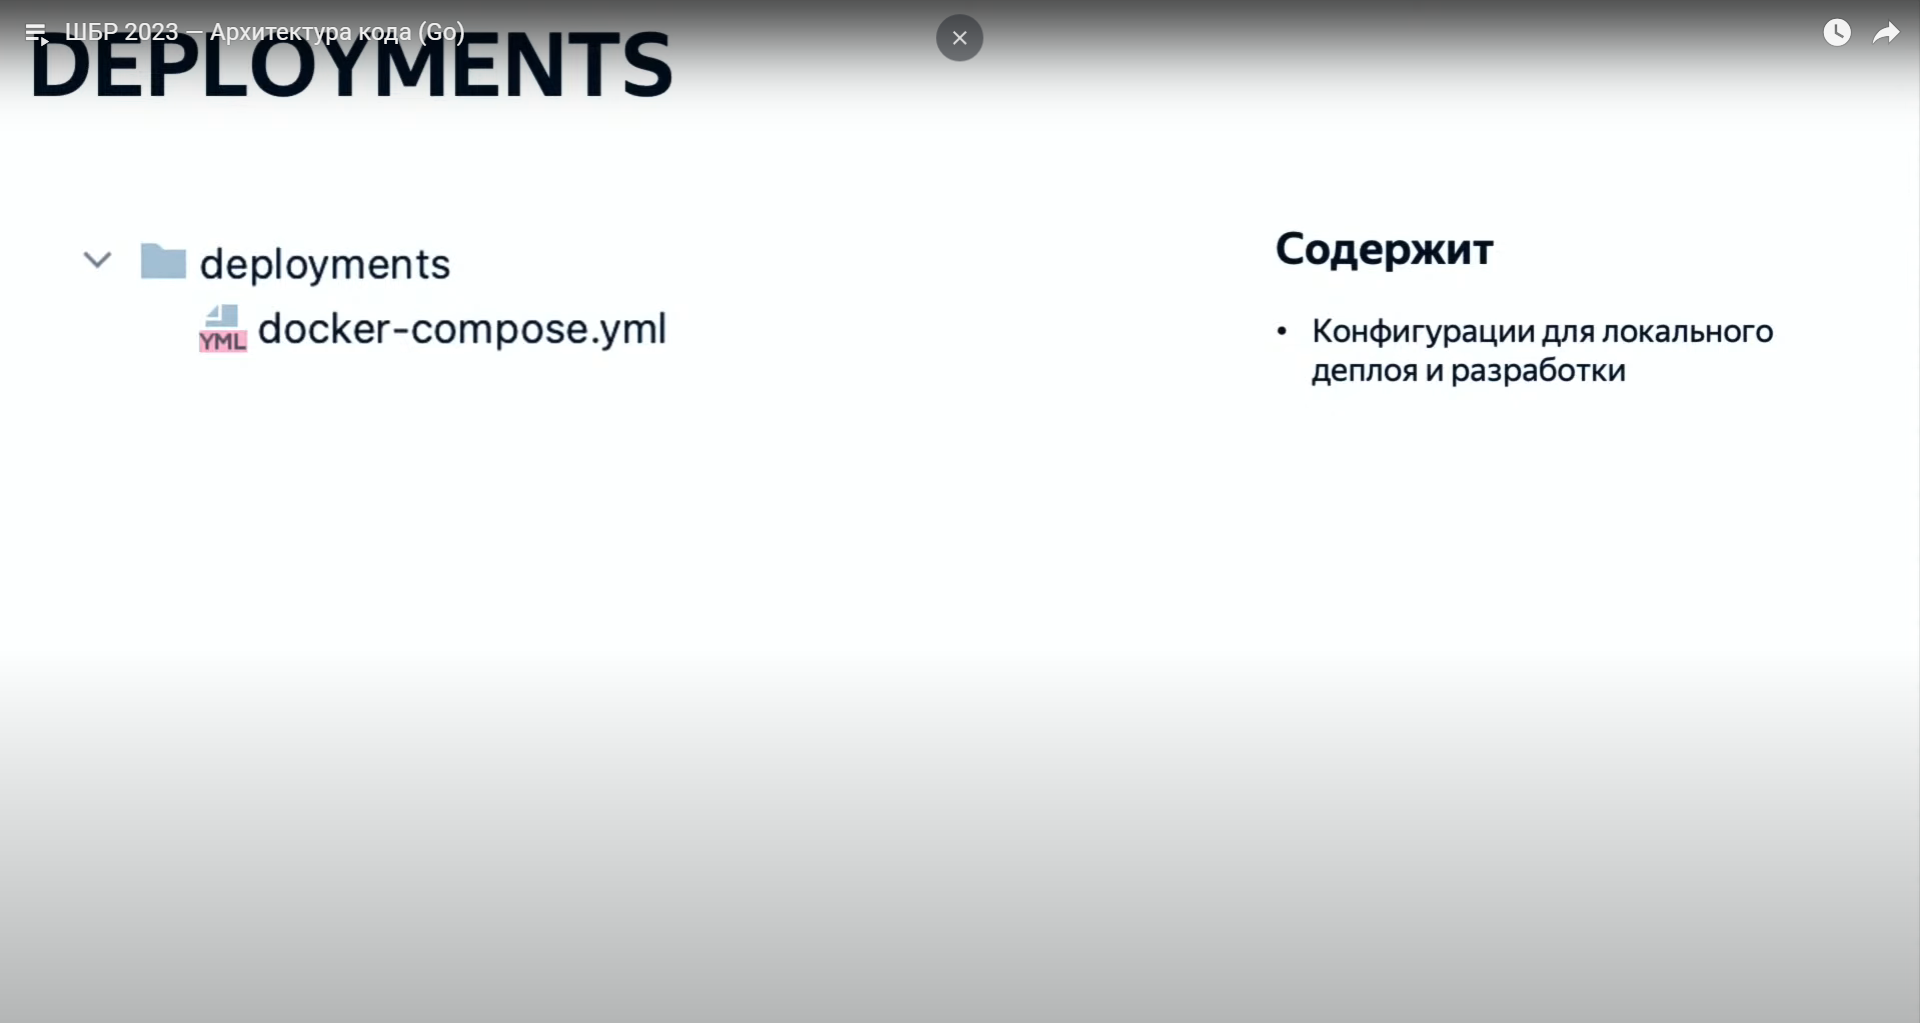 ШБР 2023 — Архитектура кода (Go)
DEPLOYMENTS
deployments
YML docker-compose.yml
Содержит
• Конфигурации для локального
деплоя и разработки